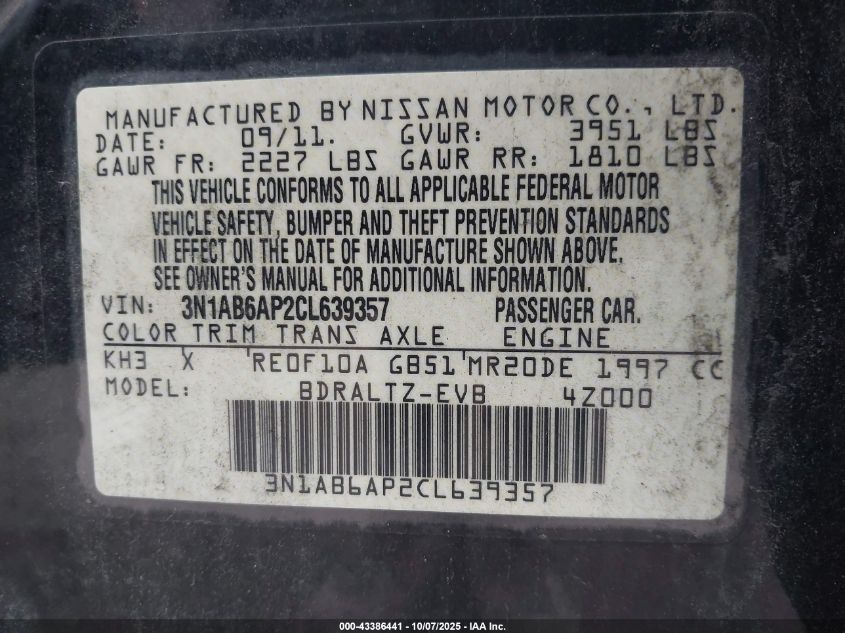 MANUFACTURED BY NISSAN MOTOR CO., LTD.
DATE: 09/11. GVWR: 3951 LBS
GAWR FR: 2227 LBS GAWR RR: 1810 LBS
THIS VEHICLE CONFORMS TO ALL APPLICABLE FEDERAL MOTOR
VEHICLE SAFETY, BUMPER AND THEFT PREVENTION STANDARDS
IN EFFECT ON THE DATE OF MANUFACTURE SHOWN ABOVE.
SEE OWNER'S MANUAL FOR ADDITIONAL INFORMATION.
VIN: 3N1AB6AP2CL639357 PASSENGER CAR.
COLOR TRIM TRANS AXLE ENGINE
KH3 X RE0F10A GB51 MR20DE 1997 CC
MODEL: BDRALTZ-EVB 4Z000
3N1AB6AP2CL639357
000-43386441 - 10/07/2025 - IAA Inc.